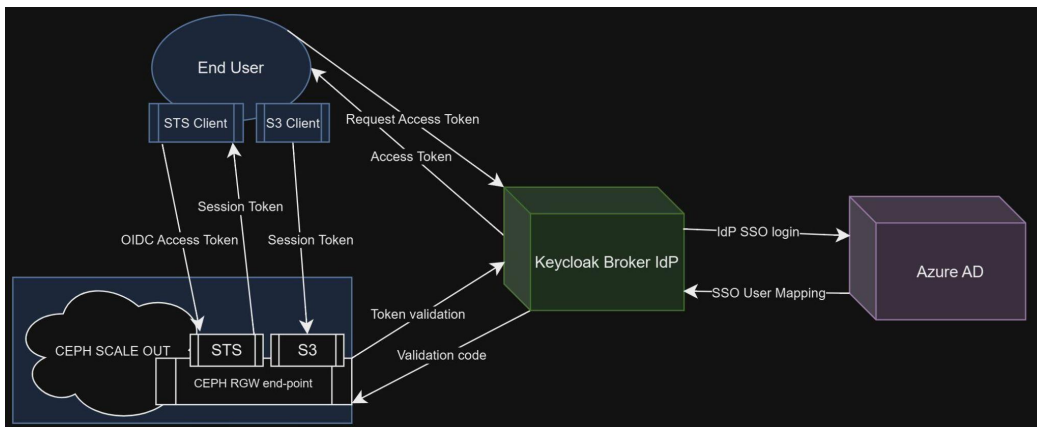 End User
STS Client
S3 Client
Request Access Token
Access Token
Session Token
OIDC Access Token
Session Token
Keycloak Broker IdP
IdP SSO login
SSO User Mapping
Azure AD
Token validation
Validation code
CEPH SCALE OUT
STS
S3
CEPH RGW end-point